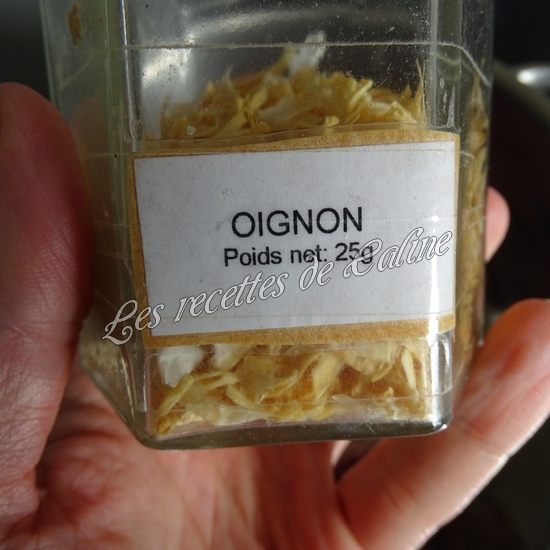 OIGNON
Poids net: 25g
Les recettes de Caline